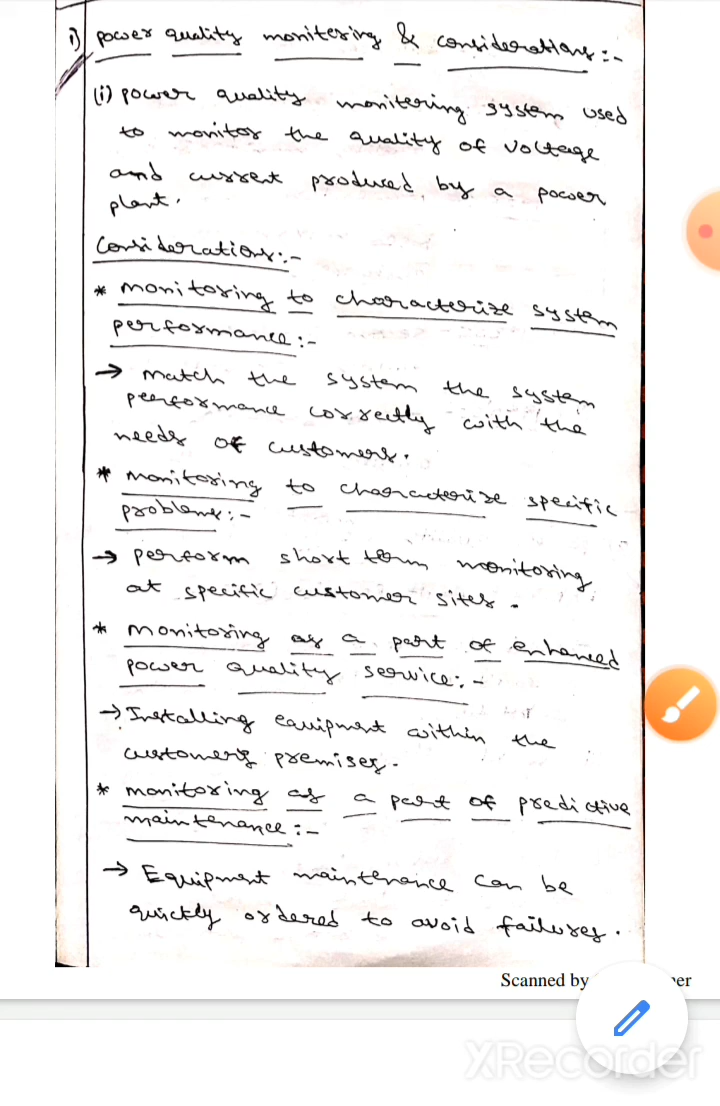 i) power quality monitering & considerations:-
(i) power quality monitering system used
to monitor the quality of voltage
and current produced by a power
plant.
Considerations:-
* monitoring to characterize system
performance:-
→ match the system the system
peerformance correctly with the
needs of customers.
* monitoring to characterize specific
problems:-
→ perform short term monitoring
at specific customer sites.
* monitoring as a part of enhanced
power quality service:-
→ Installing equipment within the
customers premises.
* monitoring as a part of predictive
maintenance:-
→ Equipment maintenance can be
quickly ordered to avoid failures.
Scanned by
er
XRecorder